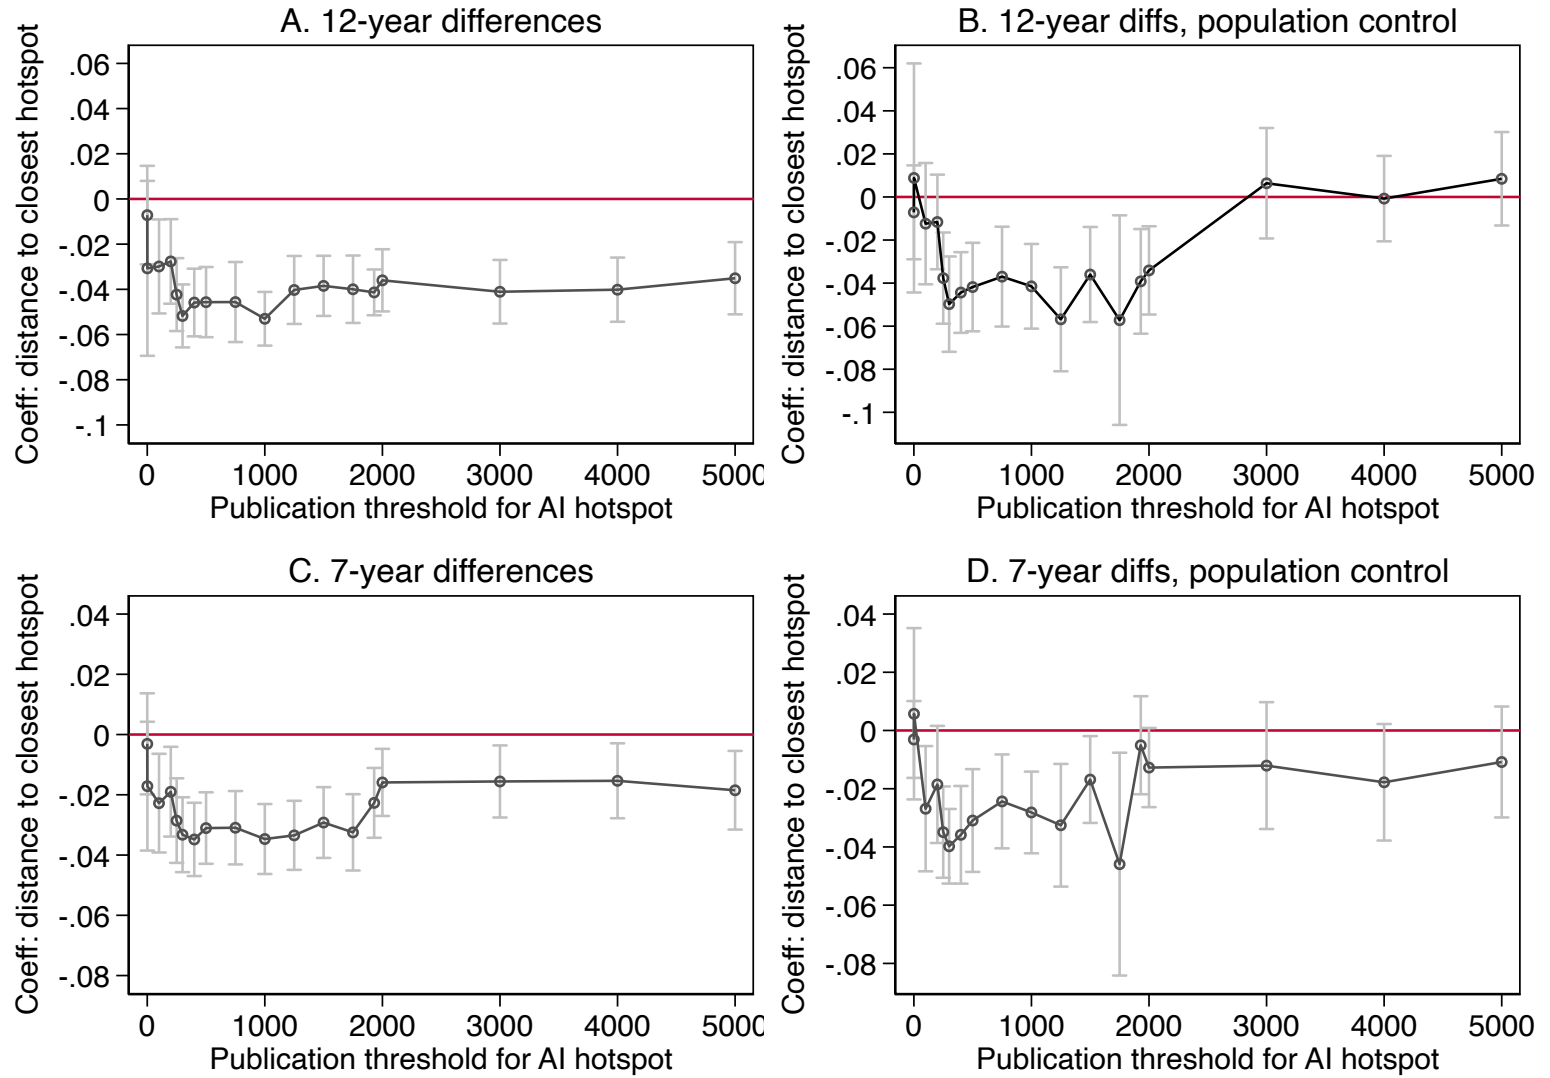 A. 12-year differences
Coeff: distance to closest hotspot
.06
.04
.02
0
-.02
-.04
-.06
-.08
-.1
0 1000 2000 3000 4000 5000
Publication threshold for AI hotspot
B. 12-year diffs, population control
Coeff: distance to closest hotspot
.06
.04
.02
0
-.02
-.04
-.06
-.08
-.1
0 1000 2000 3000 4000 5000
Publication threshold for AI hotspot
C. 7-year differences
Coeff: distance to closest hotspot
.04
.02
0
-.02
-.04
-.06
-.08
0 1000 2000 3000 4000 5000
Publication threshold for AI hotspot
D. 7-year diffs, population control
Coeff: distance to closest hotspot
.04
.02
0
-.02
-.04
-.06
-.08
0 1000 2000 3000 4000 5000
Publication threshold for AI hotspot